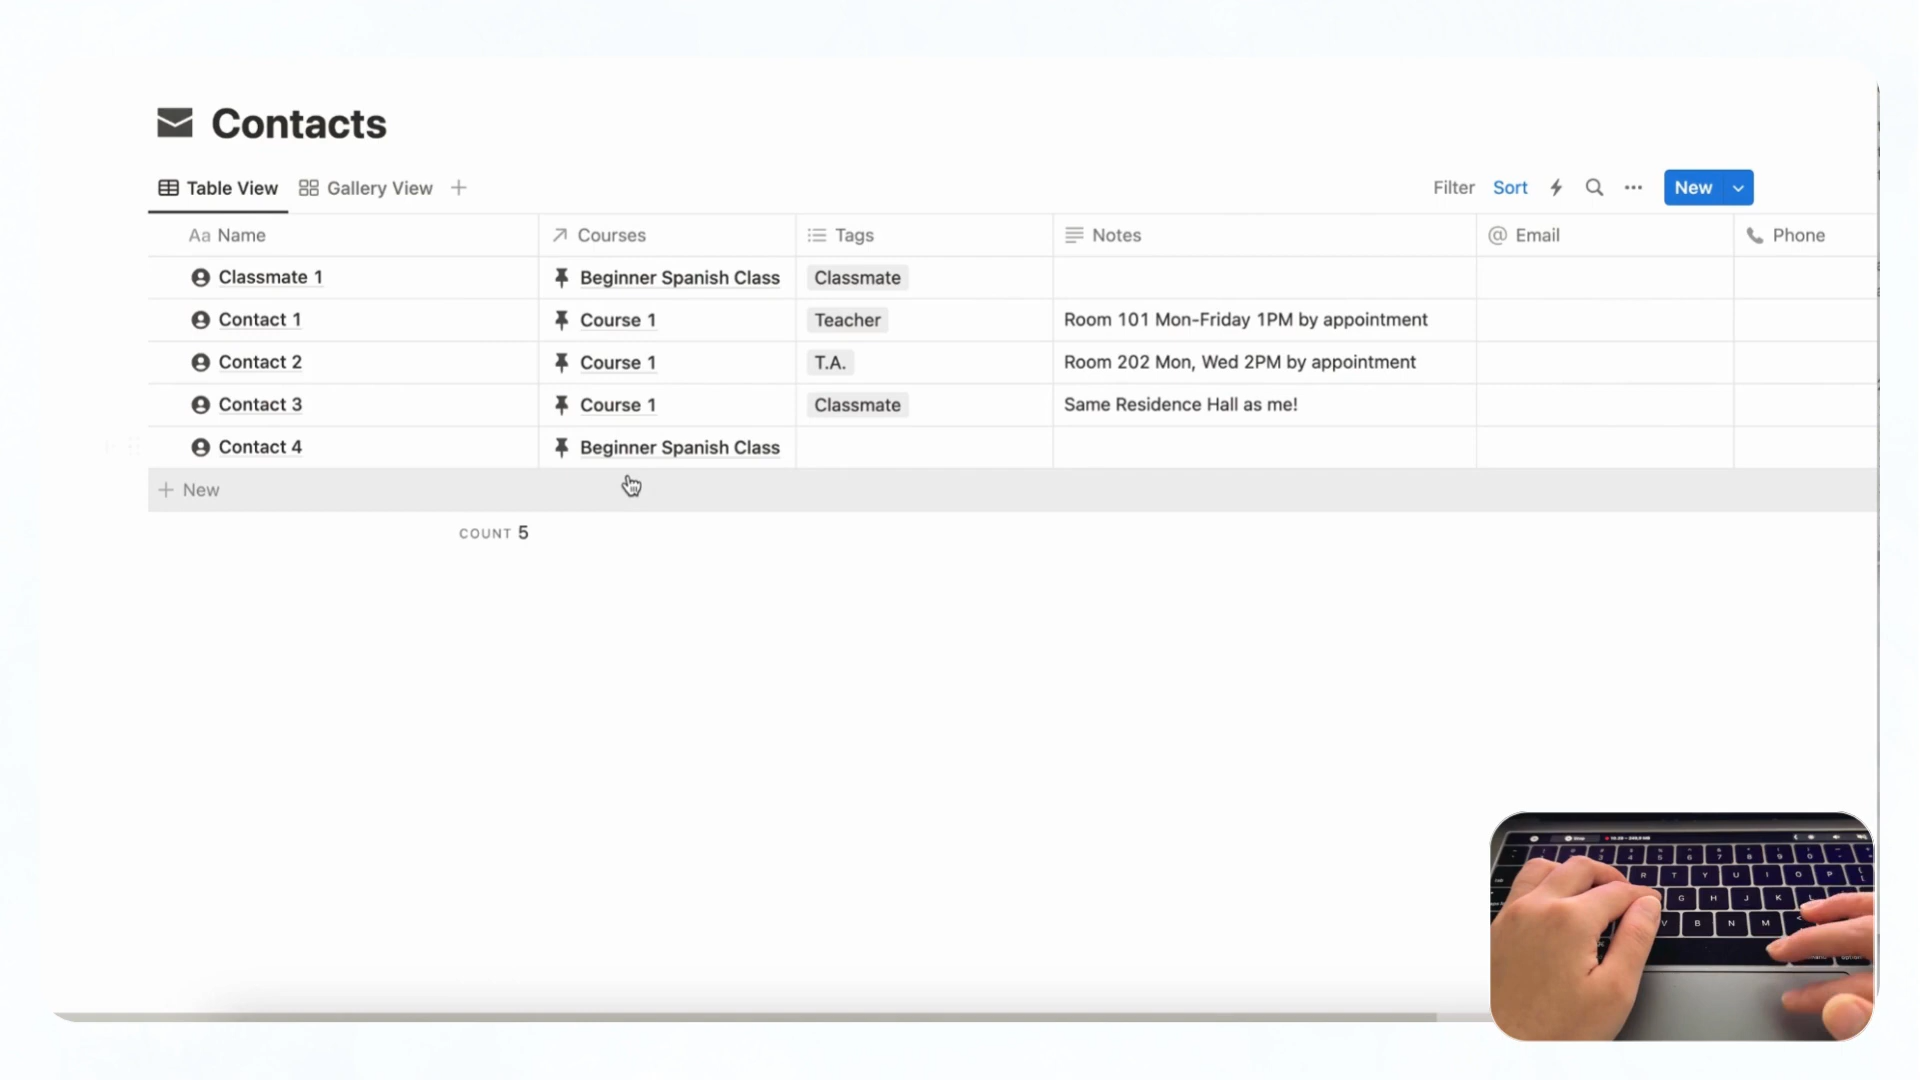 Contacts
Table View Gallery View
Filter Sort New
Aa Name Courses Tags Notes @ Email Phone
Classmate 1 Beginner Spanish Class Classmate
Contact 1 Course 1 Teacher Room 101 Mon-Friday 1PM by appointment
Contact 2 Course 1 T.A. Room 202 Mon, Wed 2PM by appointment
Contact 3 Course 1 Classmate Same Residence Hall as me!
Contact 4 Beginner Spanish Class
+ New
COUNT 5
R T Y U I O P
G H J K L
V B N M